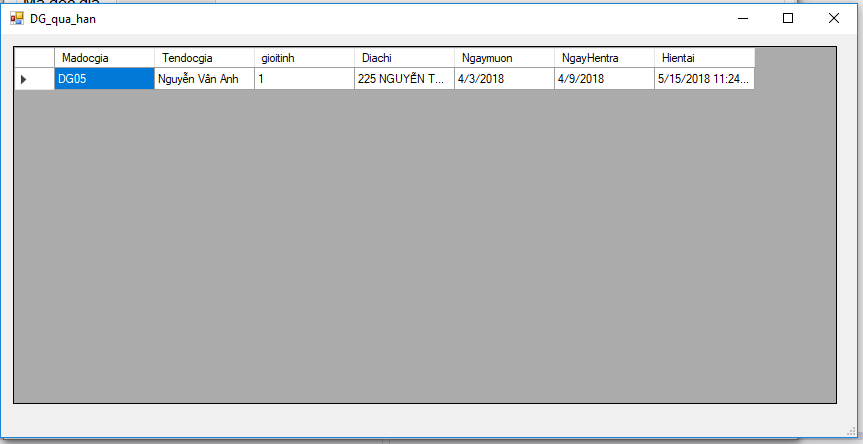 DG_qua_han
Madocgia Tendocgia gioitinh Diachi Ngaymuon NgayHentra Hientai
DG05 Nguyễn Vân Anh 1 225 NGUYỄN T... 4/3/2018 4/9/2018 5/15/2018 11:24...